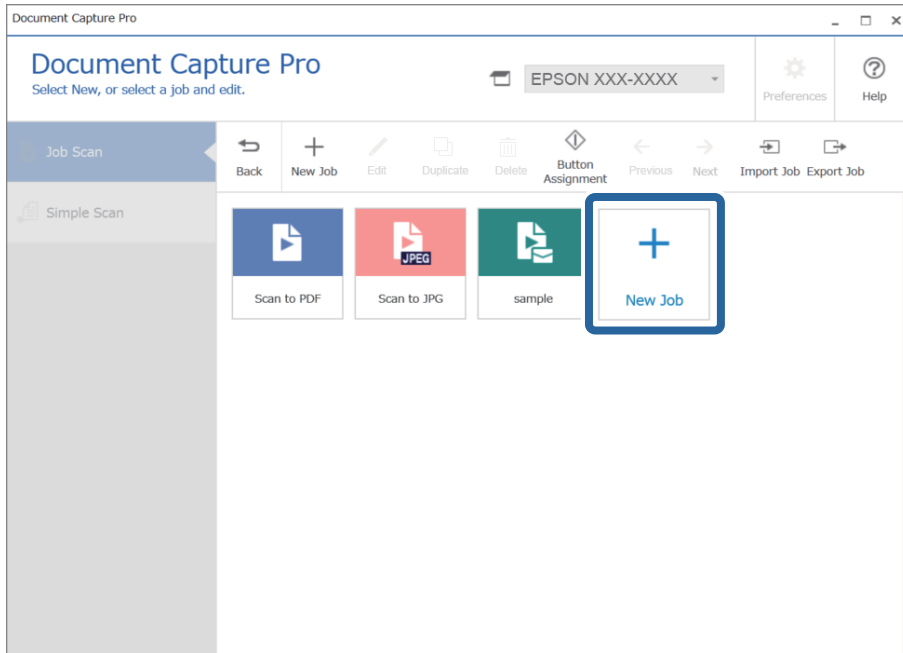 Document Capture Pro
Document Capture Pro
Select New, or select a job and edit.
EPSON XXX-XXXX
Preferences
Help
Job Scan
Simple Scan
Back
New Job
Edit
Duplicate
Delete
Button
Assignment
Previous
Next
Import Job
Export Job
JPEG
Scan to PDF
Scan to JPG
sample
New Job